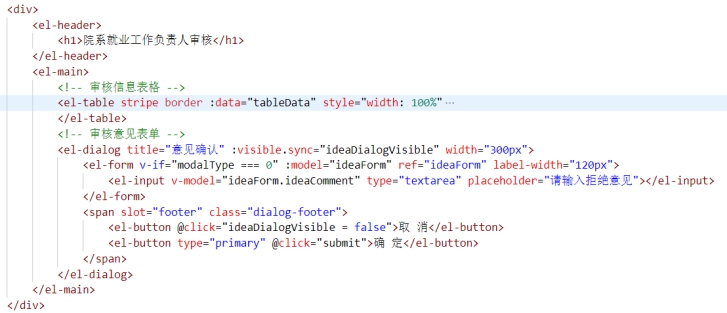 <div>
<el-header>
<h1>院系就业工作负责人审核</h1>
</el-header>
<el-main>
<!-- 审核信息表格 -->
<el-table stripe border :data="tableData" style="width: 100%"…
</el-table>
<!-- 审核意见表单 -->
<el-dialog title="意见确认" :visible.sync="ideaDialogVisible" width="300px">
<el-form v-if="modalType === 0" :model="ideaForm" ref="ideaForm" label-width="120px">
<el-input v-model="ideaForm.ideaComment" type="textarea" placeholder="请输入拒绝意见"></el-input>
</el-form>
<span slot="footer" class="dialog-footer">
<el-button @click="ideaDialogVisible = false">取 消</el-button>
<el-button type="primary" @click="submit">确 定</el-button>
</span>
</el-dialog>
</el-main>
</div>